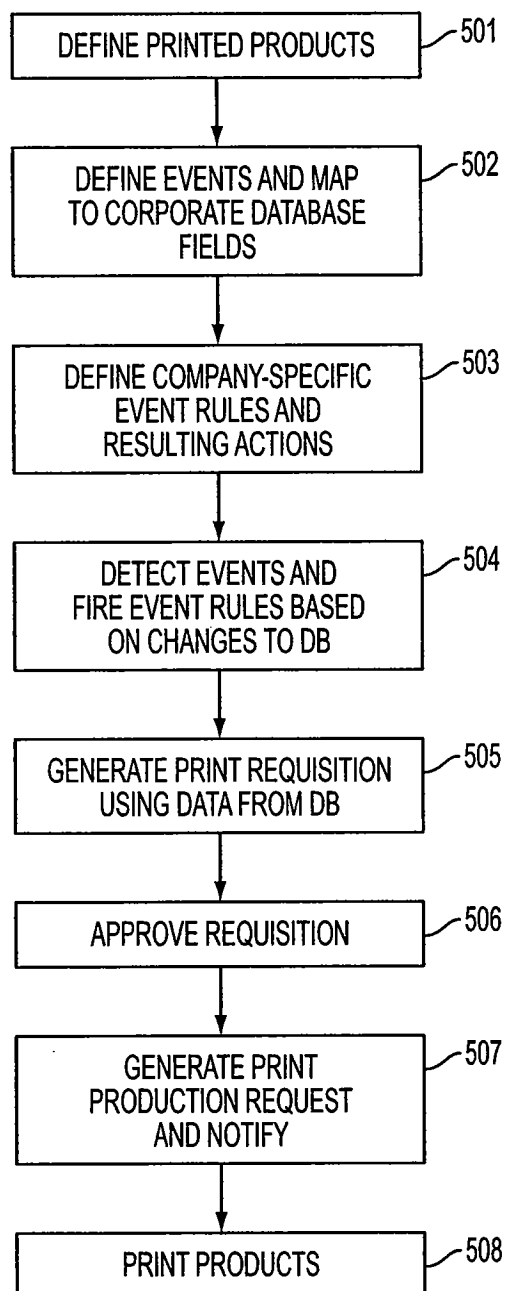 DEFINE PRINTED PRODUCTS
501
DEFINE EVENTS AND MAP
TO CORPORATE DATABASE
FIELDS
502
DEFINE COMPANY-SPECIFIC
EVENT RULES AND
RESULTING ACTIONS
503
DETECT EVENTS AND
FIRE EVENT RULES BASED
ON CHANGES TO DB
504
GENERATE PRINT REQUISITION
USING DATA FROM DB
505
APPROVE REQUISITION
506
GENERATE PRINT
PRODUCTION REQUEST
AND NOTIFY
507
PRINT PRODUCTS
508